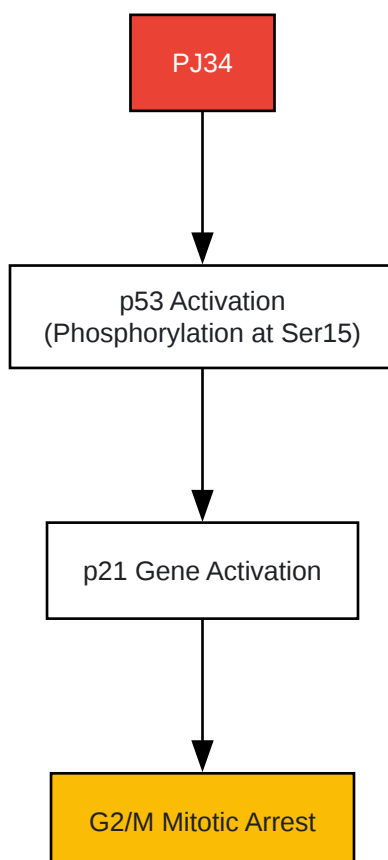 PJ34
p53 Activation
(Phosphorylation at Ser15)
p21 Gene Activation
G2/M Mitotic Arrest